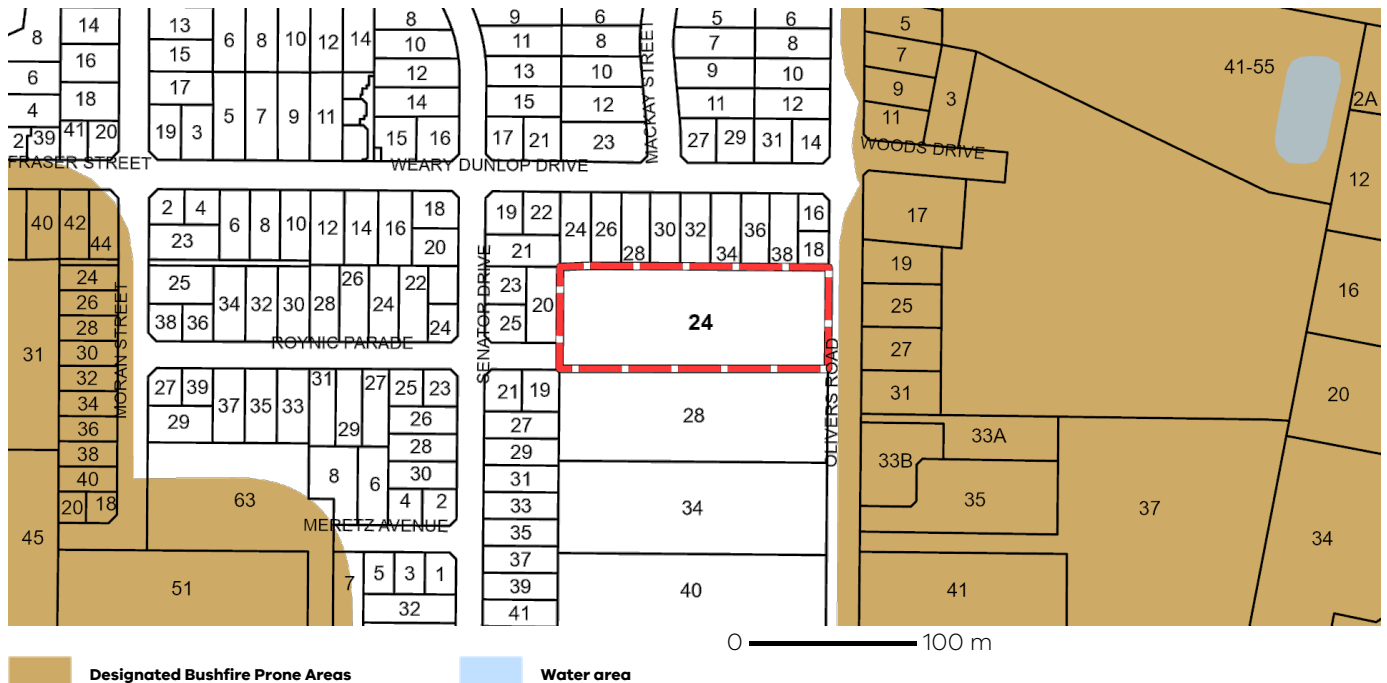 8 14 13 6 8 10 12 14 8 9 6 5 6 5
16 15 10 11 8 7 8 7 41-55
6 18 17 12 13 10 9 10 9 3 2A
4 5 7 9 11 14 15 12 11 12 11
2 39 41 20 19 3 15 16 17 21 23 27 29 31 14
MACKAY STREET
FRASER STREET WEARY DUNLOP DRIVE WOODS DRIVE
40 42 44 2 4 6 8 10 12 14 16 18 19 22 24 26 28 30 32 34 36 38 16 17 12
23 20 21 18
24 25 34 32 30 28 26 24 22 23 20 24 19 16
26 38 36 24 25 25
28
ROYNIC PARADE
SENATOR DRIVE
MORAN STREET
OLIVERS ROAD
31 30 27
32 27 39 37 35 33 31 29 27 25 23 21 19 28 31 20
34 29 26 27
36 28 29 33A
38 8 6 30 31 33B
40 63 4 2 33 34 35 37
20 18
MERETZ AVENUE
45 35 34
51 7 5 3 1 37 40 41
32 39
41
0 100 m
Designated Bushfire Prone Areas Water area